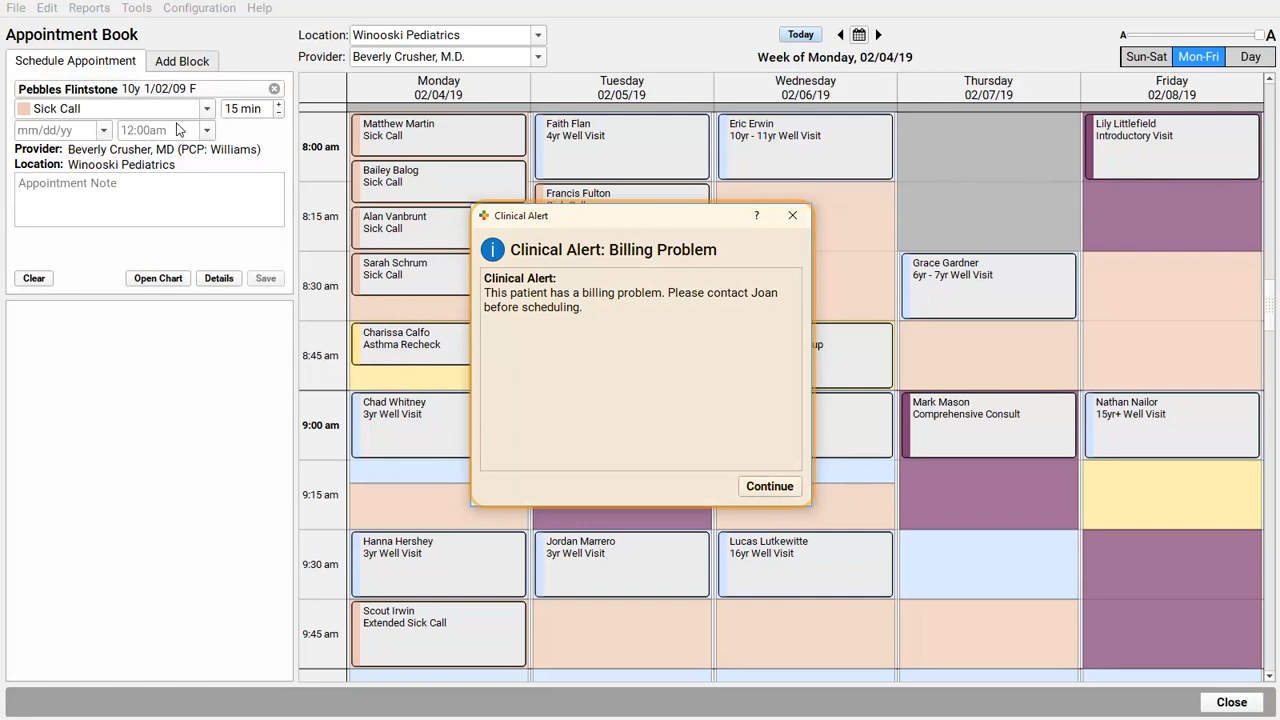 File Edit Reports Tools Configuration Help
Appointment Book
Location: Winooski Pediatrics
Provider: Beverly Crusher, M.D.
Today
Week of Monday, 02/04/19
A A
Sun-Sat Mon-Fri Day
Schedule Appointment Add Block
Pebbles Flintstone 10y 1/02/09 F
Sick Call 15 min
mm/dd/yy 12:00am
Provider: Beverly Crusher, MD (PCP: Williams)
Location: Winooski Pediatrics
Appointment Note
Clear Open Chart Details Save
Monday Tuesday Wednesday Thursday Friday
02/04/19 02/05/19 02/06/19 02/07/19 02/08/19
8:00 am
Matthew Martin
Sick Call
Bailey Balog
Sick Call
Faith Flan
4yr Well Visit
Eric Erwin
10yr - 11yr Well Visit
Lily Littlefield
Introductory Visit
8:15 am
Alan Vanbrunt
Sick Call
Francis Fulton
8:30 am
Sarah Schrum
Sick Call
Grace Gardner
6yr - 7yr Well Visit
8:45 am
Charissa Calfo
Asthma Recheck
up
9:00 am
Chad Whitney
3yr Well Visit
Mark Mason
Comprehensive Consult
Nathan Nailor
15yr+ Well Visit
9:15 am
9:30 am
Hanna Hershey
3yr Well Visit
Jordan Marrero
3yr Well Visit
Lucas Lutkewitte
16yr Well Visit
9:45 am
Scout Irwin
Extended Sick Call
Clinical Alert ?
Clinical Alert: Billing Problem
Clinical Alert:
This patient has a billing problem. Please contact Joan
before scheduling.
Continue
Close